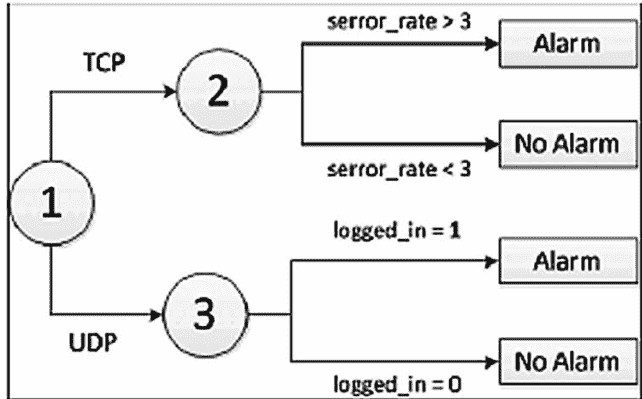 serror_rate > 3
Alarm
TCP
2
No Alarm
serror_rate < 3
1
logged_in = 1
Alarm
3
UDP
No Alarm
logged_in = 0